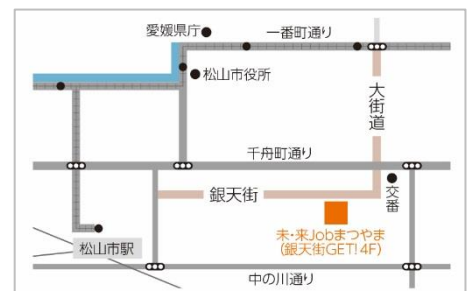 愛媛県庁
一番町通り
松山市役所
大街道
千舟町通り
交番
銀天街
未・来Jobまつやま
(銀天街GET!4F)
松山市駅
中の川通り